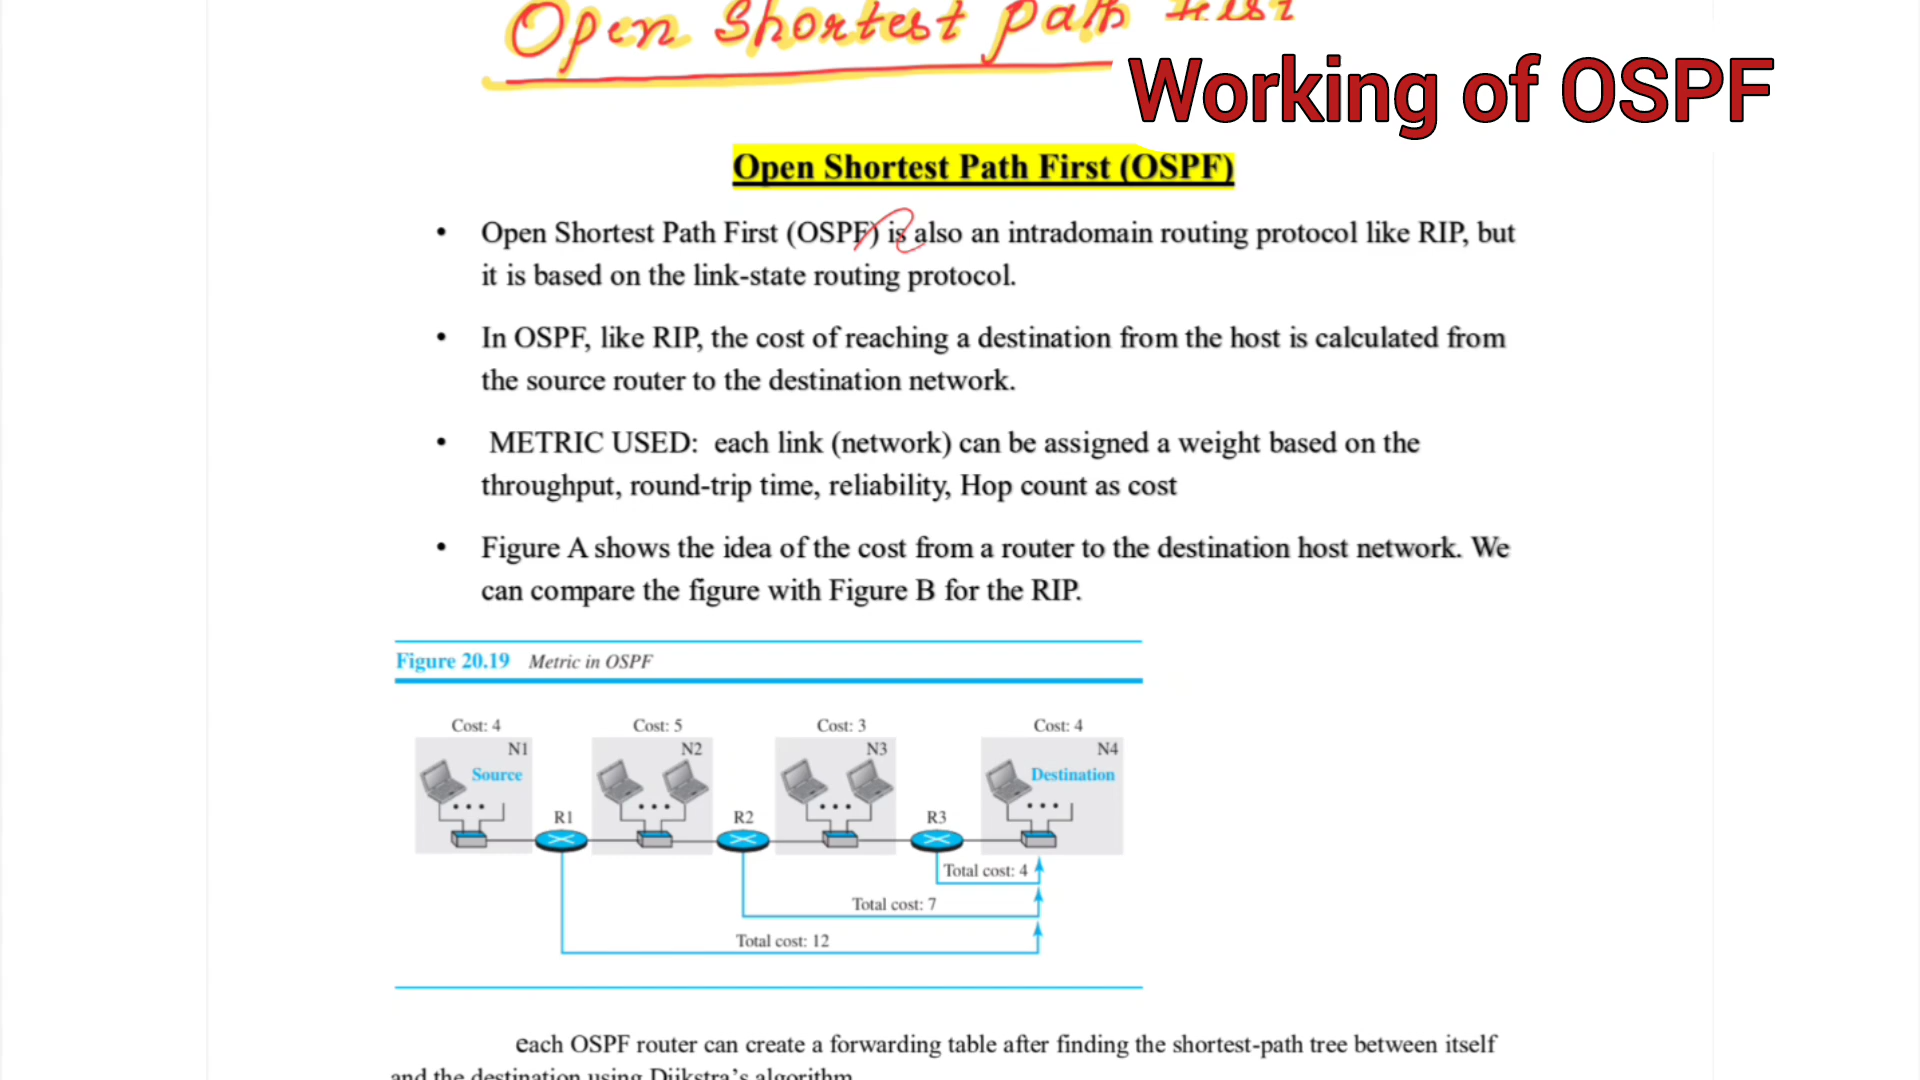 Open Shortest path First
Working of OSPF
Open Shortest Path First (OSPF)
• Open Shortest Path First (OSPF) is also an intradomain routing protocol like RIP, but
it is based on the link-state routing protocol.
• In OSPF, like RIP, the cost of reaching a destination from the host is calculated from
the source router to the destination network.
• METRIC USED: each link (network) can be assigned a weight based on the
throughput, round-trip time, reliability, Hop count as cost
• Figure A shows the idea of the cost from a router to the destination host network. We
can compare the figure with Figure B for the RIP.
Figure 20.19 Metric in OSPF
Cost: 4 Cost: 5 Cost: 3 Cost: 4
N1 N2 N3 N4
Source Destination
R1 R2 R3
Total cost: 4
Total cost: 7
Total cost: 12
each OSPF router can create a forwarding table after finding the shortest-path tree between itself
and the destination using Dijkstra's algorithm